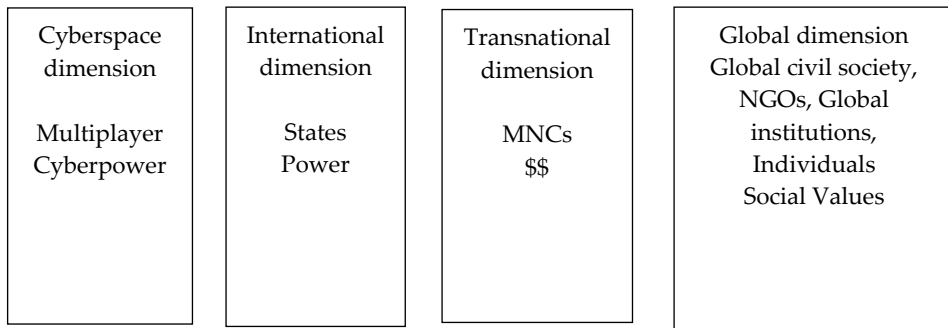 Cyberspace
dimension
Multiplayer
Cyberpower
International
dimension
States
Power
Transnational
dimension
MNCs
$$
Global dimension
Global civil society,
NGOs, Global
institutions,
Individuals
Social Values